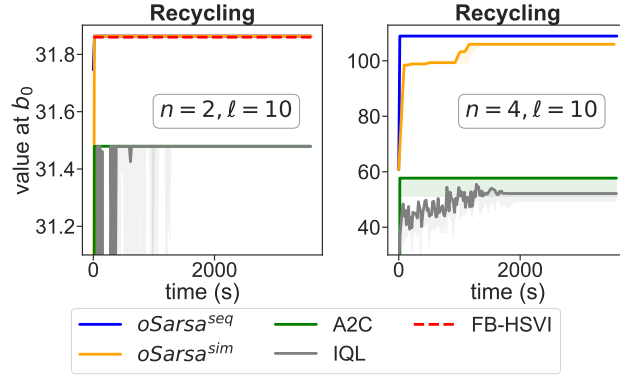 Recycling
31.8
31.6
31.4
31.2
value at b₀
n = 2, ℓ = 10
0
2000
time (s)
Recycling
100
80
60
40
n = 4, ℓ = 10
0
2000
time (s)
oSarsa^seq
oSarsa^sim
A2C
IQL
FB-HSVI